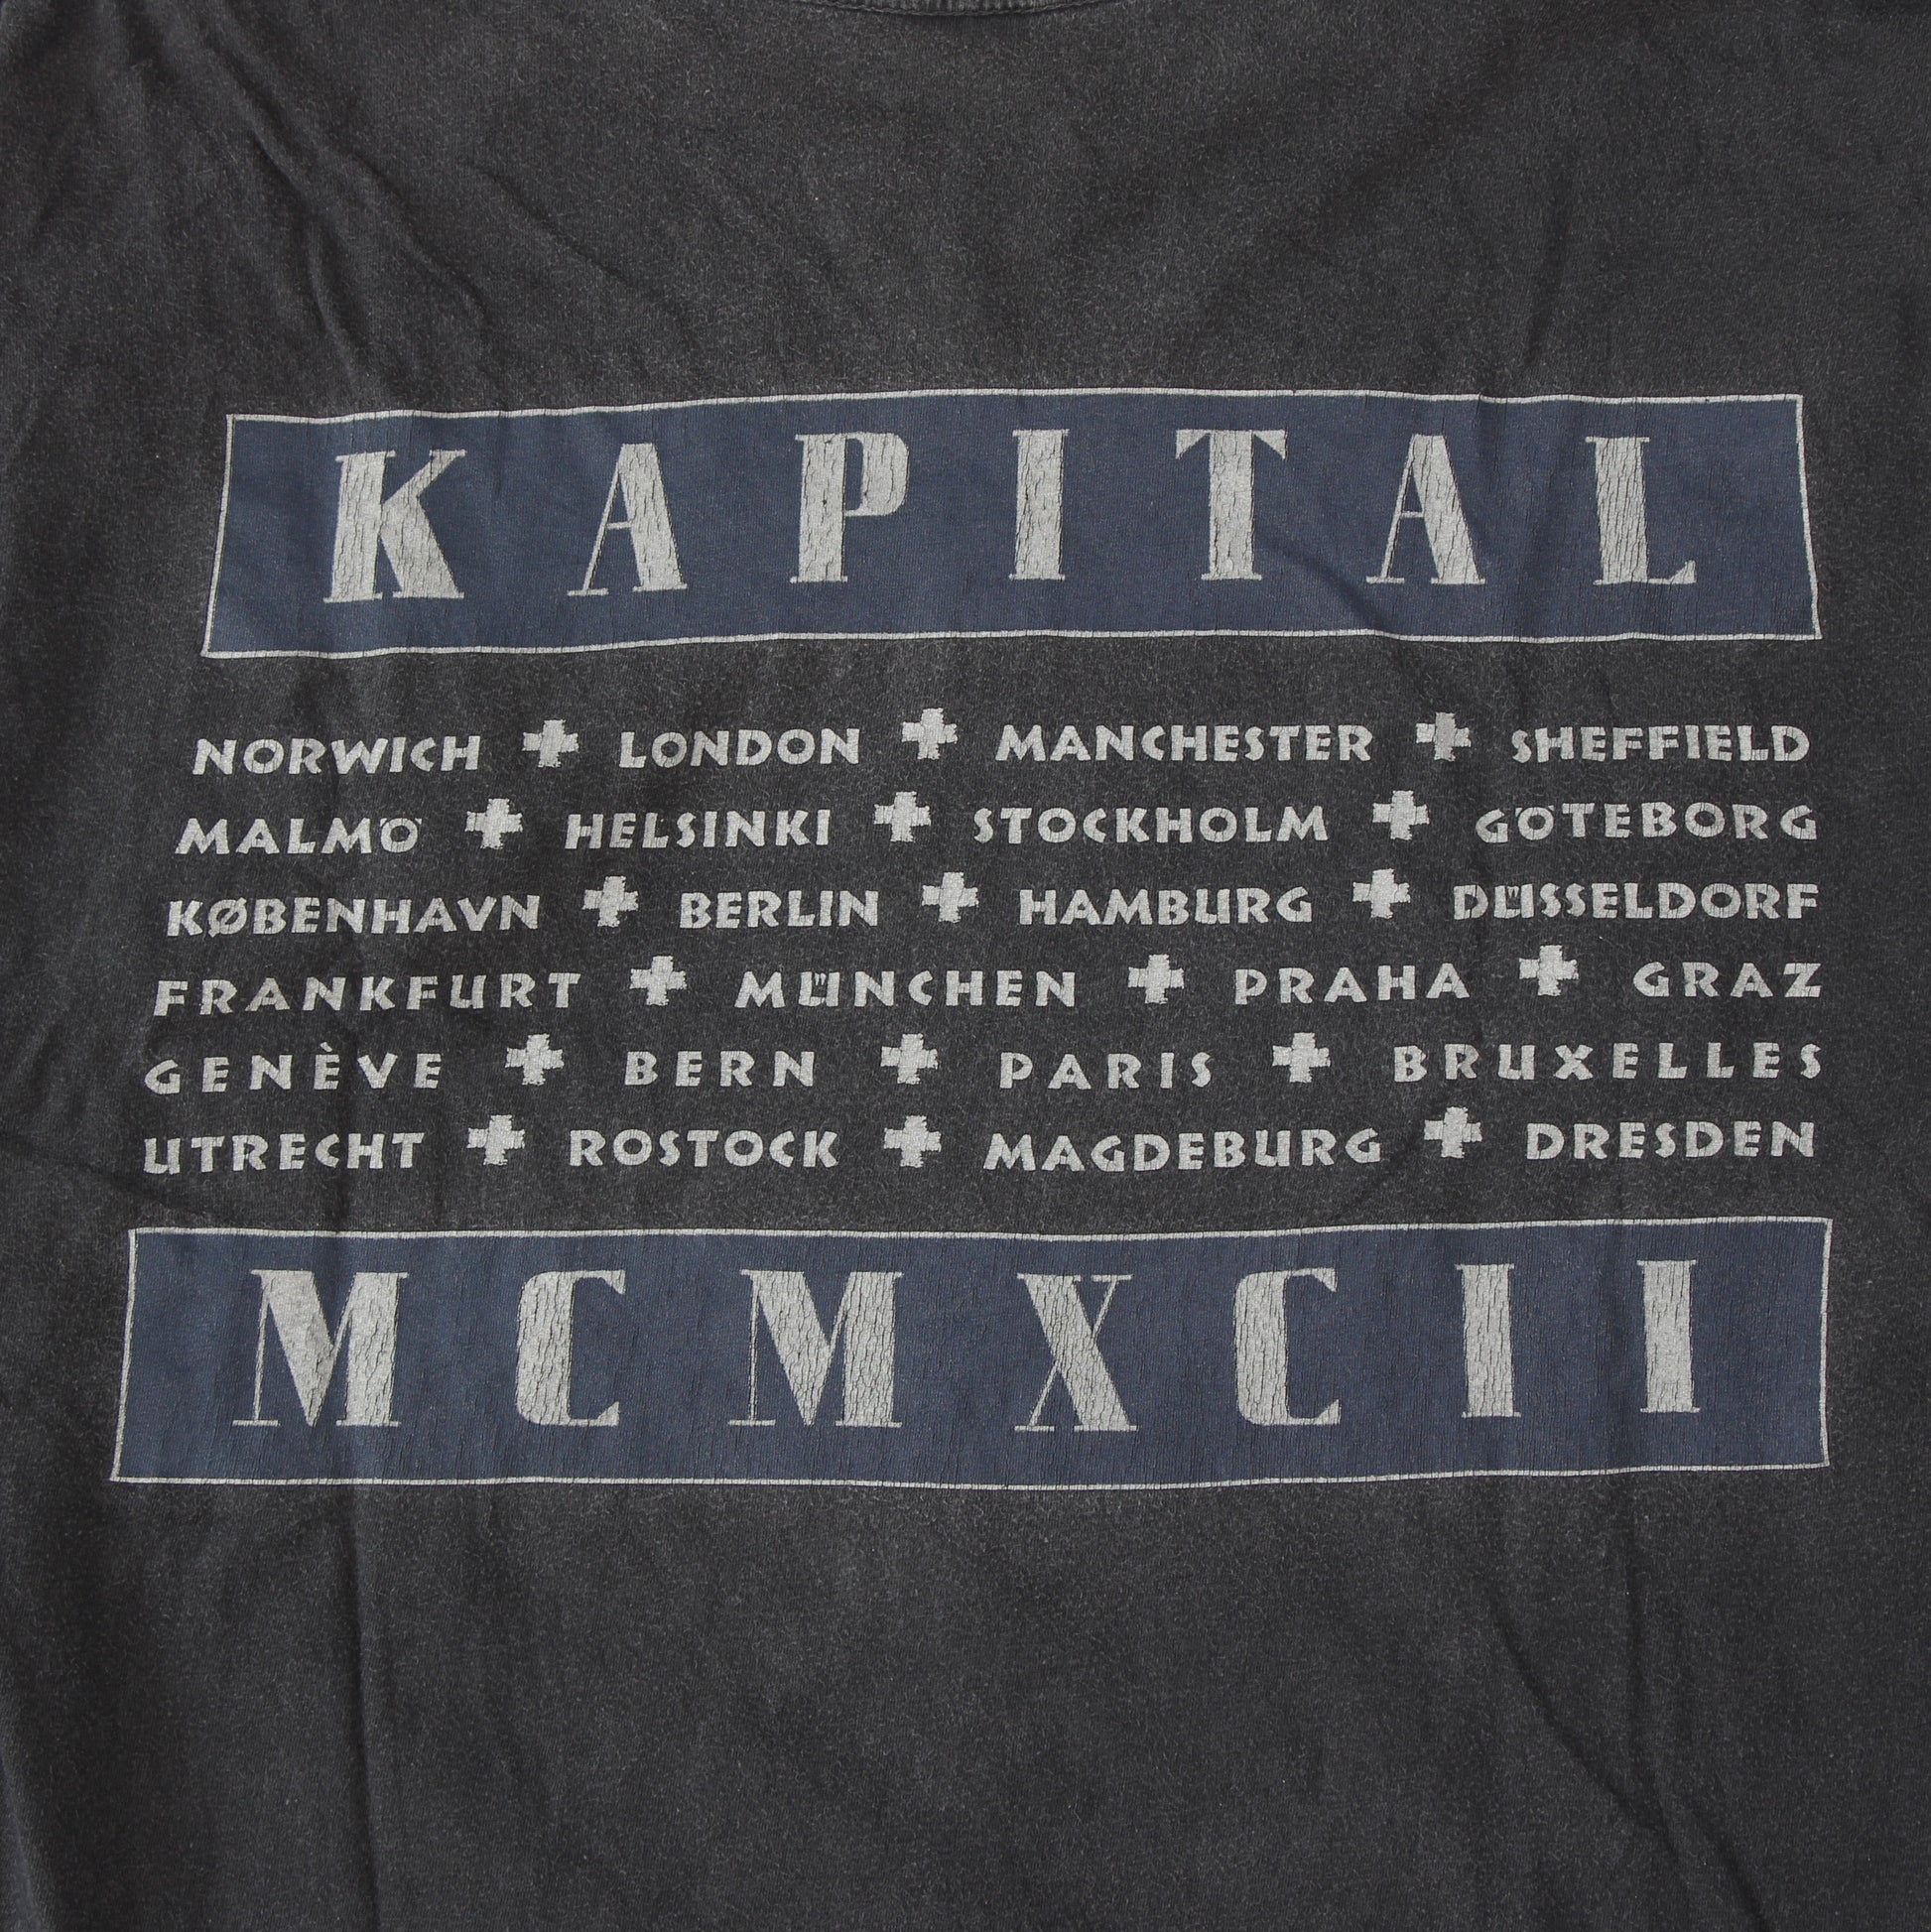 KAPITAL
NORWICH + LONDON + MANCHESTER + SHEFFIELD
MALMÖ + HELSINKI + STOCKHOLM + GÖTEBORG
KØBENHAVN + BERLIN + HAMBURG + DÜSSELDORF
FRANKFURT + MÜNCHEN + PRAHA + GRAZ
GENÈVE + BERN + PARIS + BRUXELLES
UTRECHT + ROSTOCK + MAGDEBURG + DRESDEN
MCMXCII